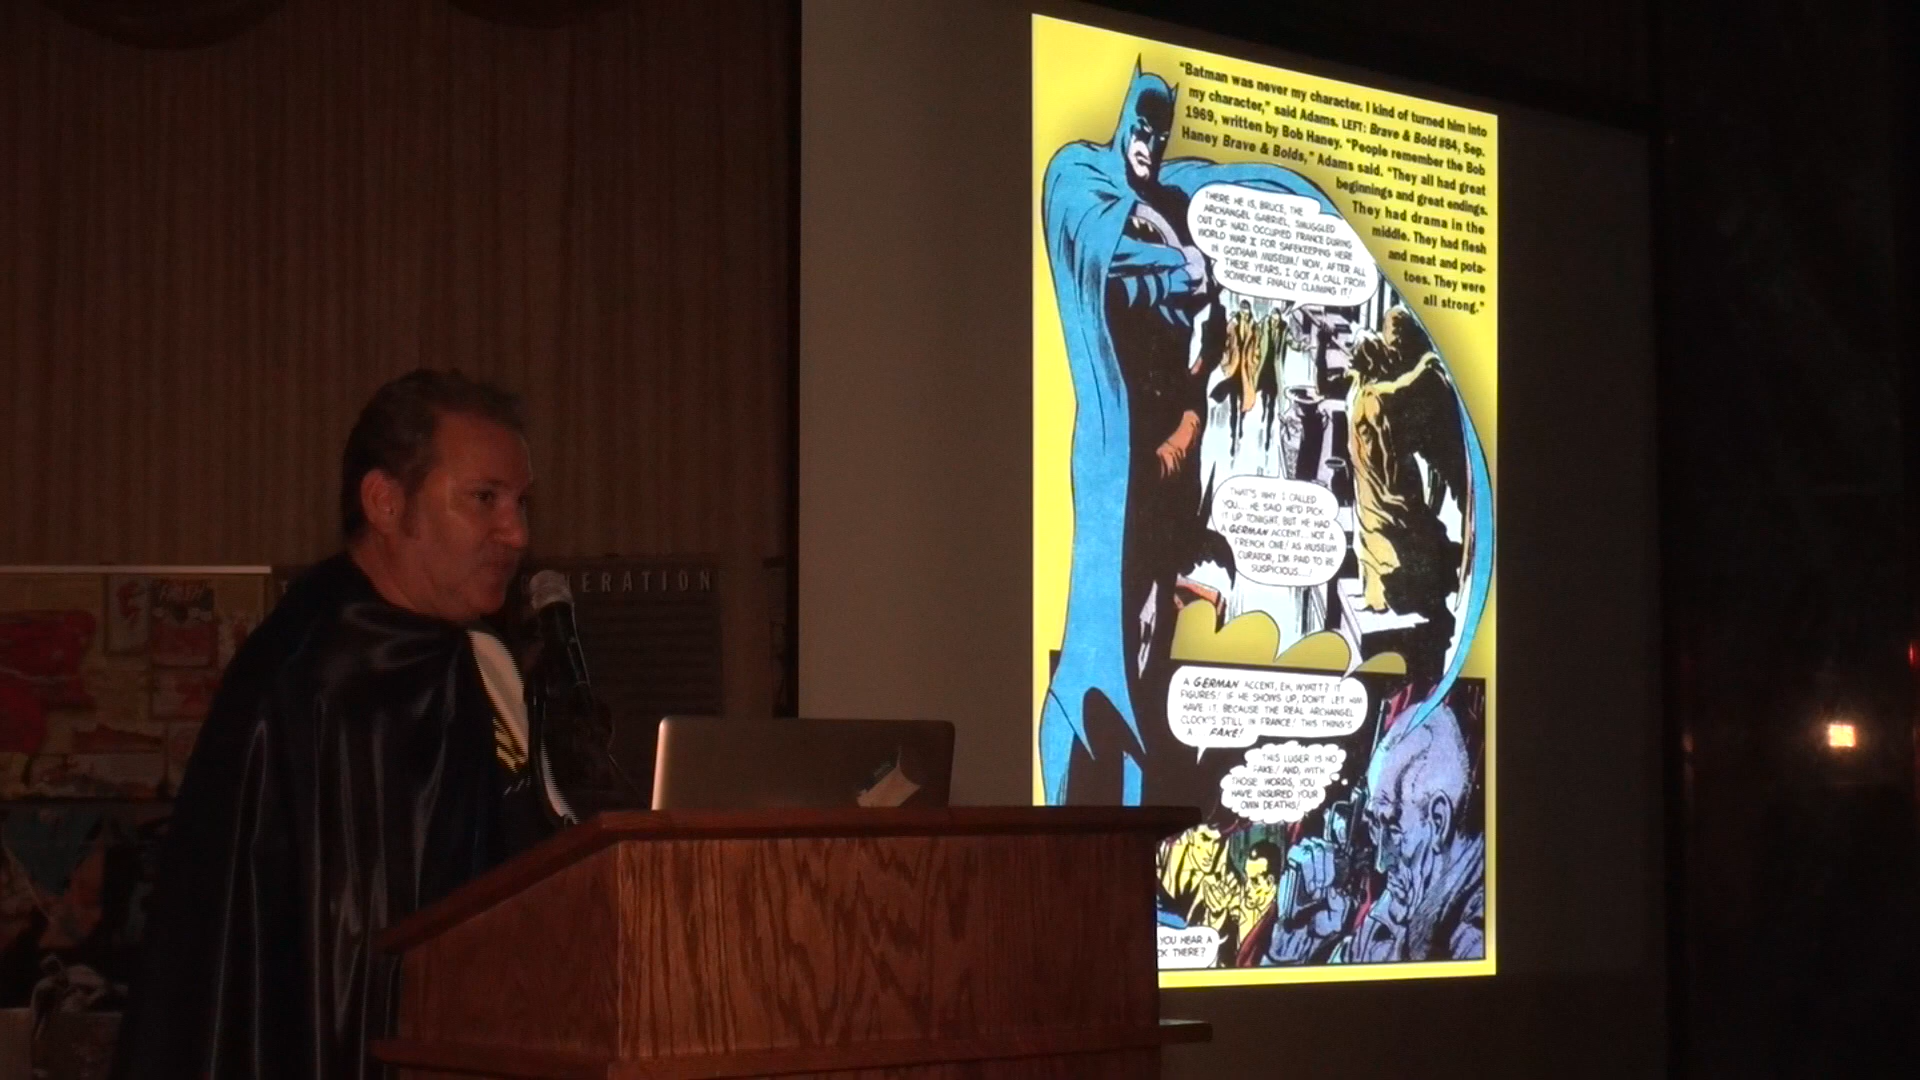 "Batman was never my character. I kind of turned him into
my character," said Adams. LEFT: Brave & Bold #84, Sep.
1969, written by Bob Haney. "People remember the Bob
Haney Brave & Bolds," Adams said. "They all had great
beginnings and great endings.
They had drama in the
middle. They had flesh
and meat and pota-
toes. They were
all strong."
THERE HE IS, BRUCE, THE
ARCHANGEL GABRIEL, SMUGGLED
OUT OF NAZI OCCUPIED FRANCE DURING
WORLD WAR II FOR SAFEKEEPING HERE
IN GOTHAM MUSEUM! NOW, AFTER ALL
THESE YEARS, I GOT A CALL FROM
SOMEONE FINALLY CLAIMING IT!
THAT'S WHY I CALLED
YOU... HE SAID HE'D PICK
IT UP TONIGHT, BUT HE HAD
A GERMAN ACCENT... NOT A
FRENCH ONE! AS MUSEUM
CURATOR, I'M PAID TO BE
SUSPICIOUS...!
A GERMAN ACCENT, EH, WYATT? IT
FIGURES! IF HE SHOWS UP, DON'T LET HIM
HAVE IT, BECAUSE THE REAL ARCHANGEL
CLOCK'S STILL IN FRANCE! THIS THING'S
A FAKE!
THIS LUGER IS NO
FAKE! AND, WITH
THOSE WORDS, YOU
HAVE INSURED YOUR
OWN DEATHS!
YOU HEAR A
CK THERE?
NERATION